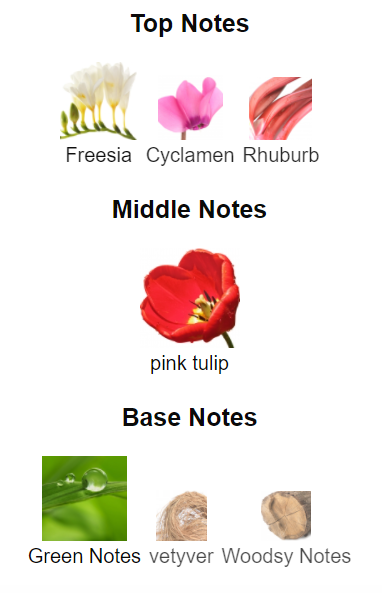 Top Notes
Freesia Cyclamen Rhuburb
Middle Notes
pink tulip
Base Notes
Green Notes vetyver Woodsy Notes